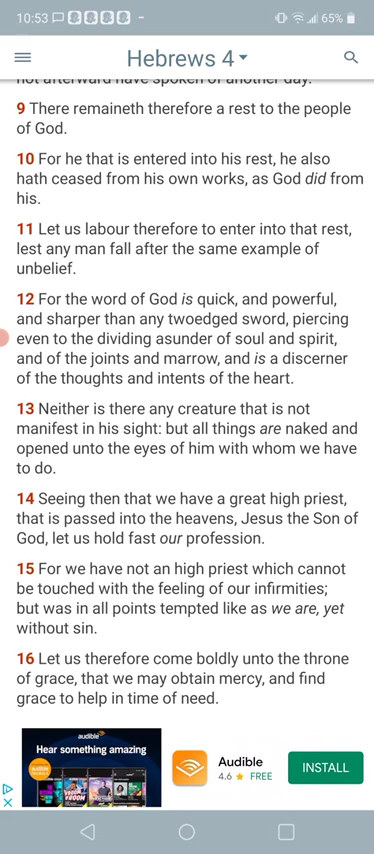 10:53
65%
Hebrews 4
not afterward have spoken of another day.
9 There remaineth therefore a rest to the people
of God.
10 For he that is entered into his rest, he also
hath ceased from his own works, as God did from
his.
11 Let us labour therefore to enter into that rest,
lest any man fall after the same example of
unbelief.
12 For the word of God is quick, and powerful,
and sharper than any twoedged sword, piercing
even to the dividing asunder of soul and spirit,
and of the joints and marrow, and is a discerner
of the thoughts and intents of the heart.
13 Neither is there any creature that is not
manifest in his sight: but all things are naked and
opened unto the eyes of him with whom we have
to do.
14 Seeing then that we have a great high priest,
that is passed into the heavens, Jesus the Son of
God, let us hold fast our profession.
15 For we have not an high priest which cannot
be touched with the feeling of our infirmities;
but was in all points tempted like as we are, yet
without sin.
16 Let us therefore come boldly unto the throne
of grace, that we may obtain mercy, and find
grace to help in time of need.
audible
Hear something amazing
audible
Audible
4.6 ★ FREE
INSTALL